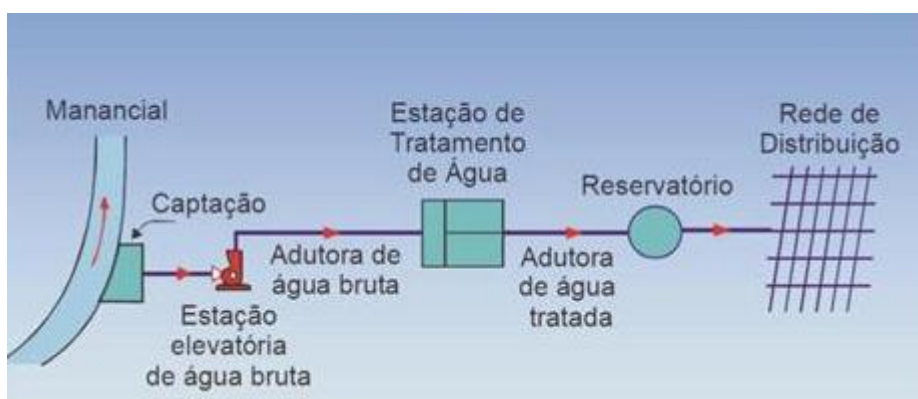 Manancial
Captação
Estação
elevatória
de água bruta
Adutora de
água bruta
Estação de
Tratamento
de Água
Adutora
de água
tratada
Reservatório
Rede de
Distribuição